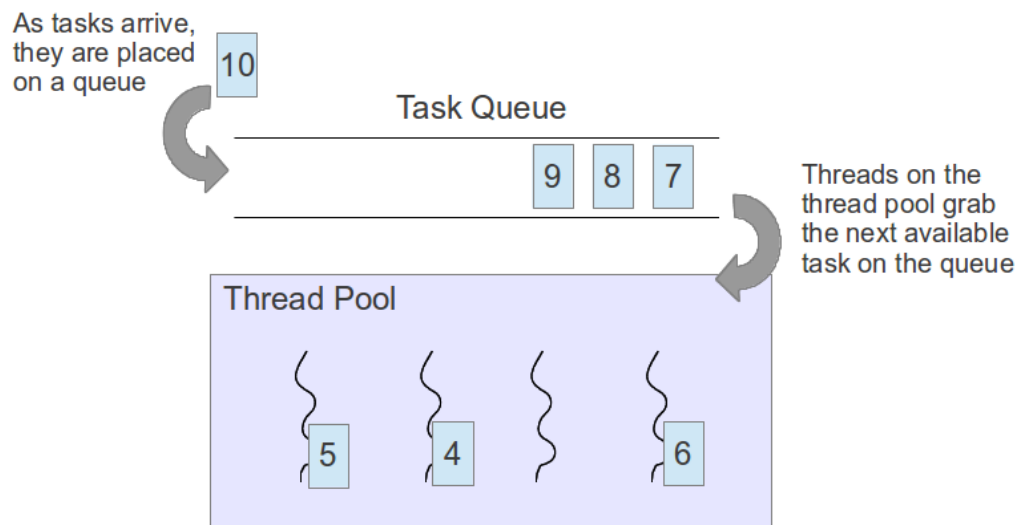 As tasks arrive,
they are placed
on a queue
10
Task Queue
9 8 7
Threads on the
thread pool grab
the next available
task on the queue
Thread Pool
5 4 6